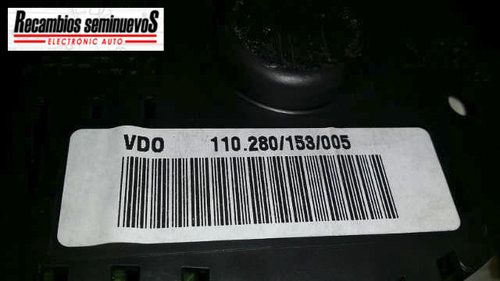 Recambios seminuevos
ELECTRONIC AUTO
VDO 110.280/153/005